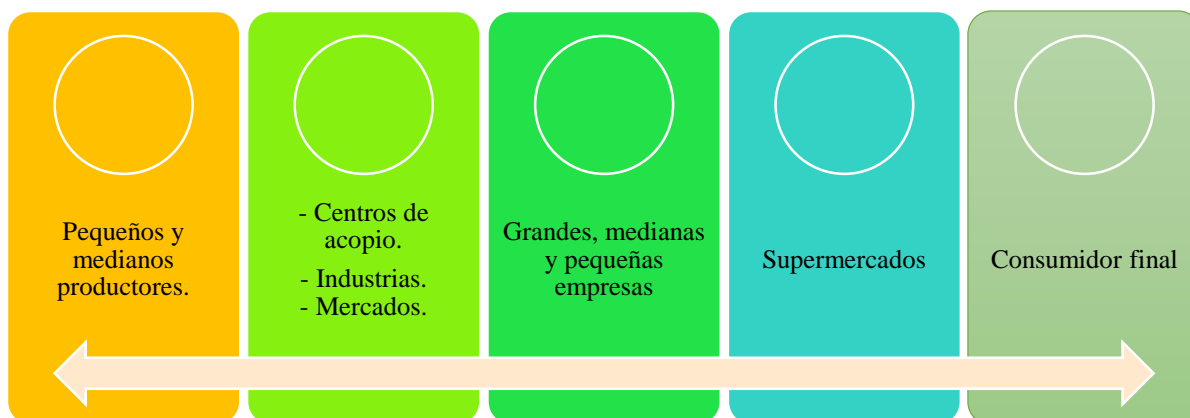 Pequeños y
medianos
productores.
- Centros de
acopio.
- Industrias.
- Mercados.
Grandes, medianas
y pequeñas
empresas
Supermercados
Consumidor final